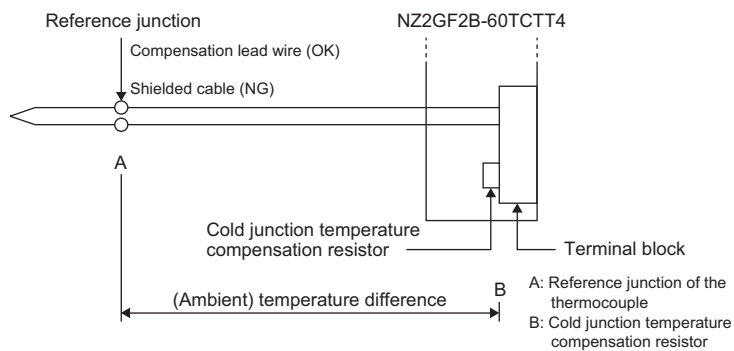 Reference junction
NZ2GF2B-60TCTT4
Compensation lead wire (OK)
Shielded cable (NG)
A
Cold junction temperature
compensation resistor
Terminal block
(Ambient) temperature difference
B
A: Reference junction of the
thermocouple
B: Cold junction temperature
compensation resistor